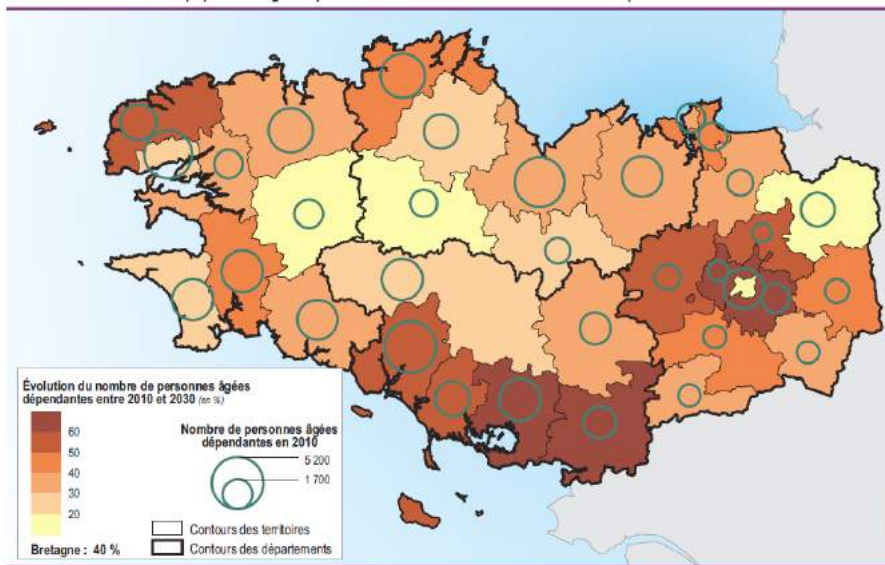 Évolution du nombre de personnes âgées
dépendantes entre 2010 et 2030 (en %)
60
50
40
30
20
Bretagne : 40 %
Nombre de personnes âgées
dépendantes en 2010
5 200
1 700
Contours des territoires
Contours des départements